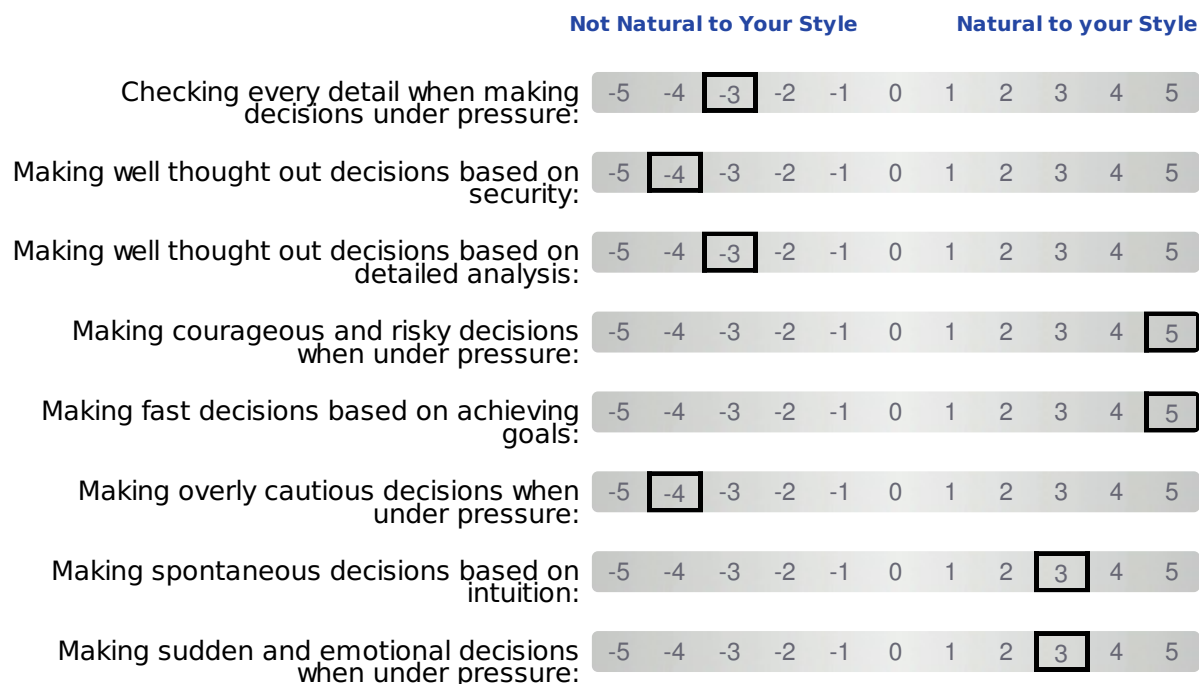 Not Natural to Your Style Natural to your Style
Checking every detail when making
decisions under pressure:
-5 -4 -3 -2 -1 0 1 2 3 4 5
Making well thought out decisions based on
security:
-5 -4 -3 -2 -1 0 1 2 3 4 5
Making well thought out decisions based on
detailed analysis:
-5 -4 -3 -2 -1 0 1 2 3 4 5
Making courageous and risky decisions
when under pressure:
-5 -4 -3 -2 -1 0 1 2 3 4 5
Making fast decisions based on achieving
goals:
-5 -4 -3 -2 -1 0 1 2 3 4 5
Making overly cautious decisions when
under pressure:
-5 -4 -3 -2 -1 0 1 2 3 4 5
Making spontaneous decisions based on
intuition:
-5 -4 -3 -2 -1 0 1 2 3 4 5
Making sudden and emotional decisions
when under pressure:
-5 -4 -3 -2 -1 0 1 2 3 4 5